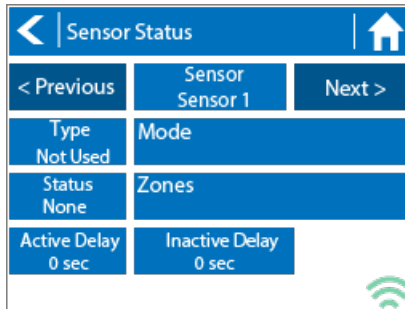 Sensor Status
< Previous
Sensor
Sensor 1
Next >
Type
Not Used
Mode
Status
None
Zones
Active Delay
0 sec
Inactive Delay
0 sec